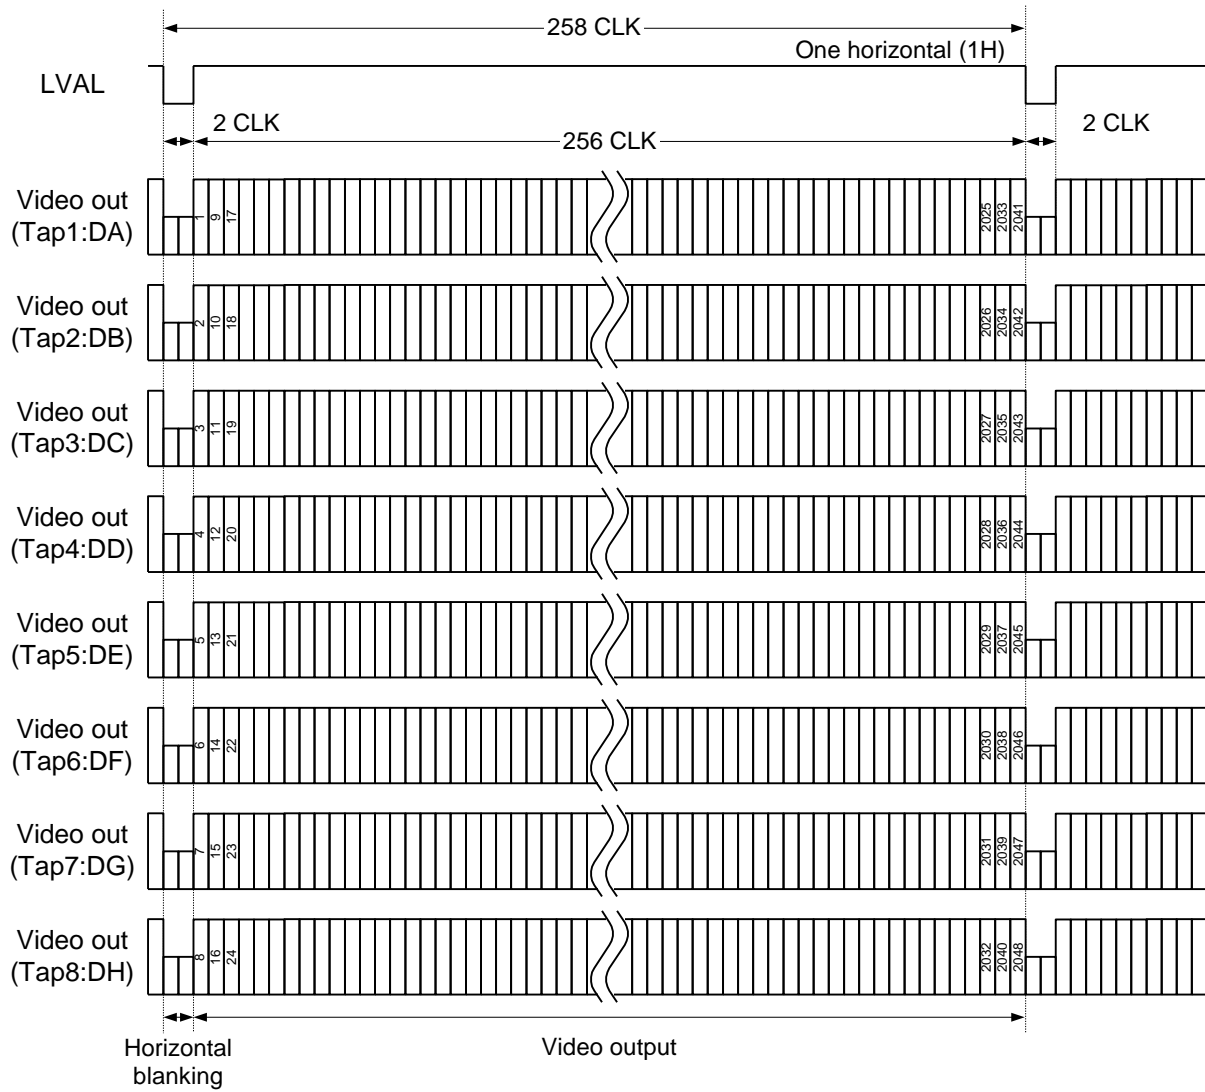 258 CLK
One horizontal (1H)
LVAL
2 CLK
256 CLK
2 CLK
Video out
(Tap1:DA)
1 9 17 2025 2033 2041
Video out
(Tap2:DB)
2 10 18 2026 2034 2042
Video out
(Tap3:DC)
3 11 19 2027 2035 2043
Video out
(Tap4:DD)
4 12 20 2028 2036 2044
Video out
(Tap5:DE)
5 13 21 2029 2037 2045
Video out
(Tap6:DF)
6 14 22 2030 2038 2046
Video out
(Tap7:DG)
7 15 23 2031 2039 2047
Video out
(Tap8:DH)
8 16 24 2032 2040 2048
Horizontal
blanking
Video output